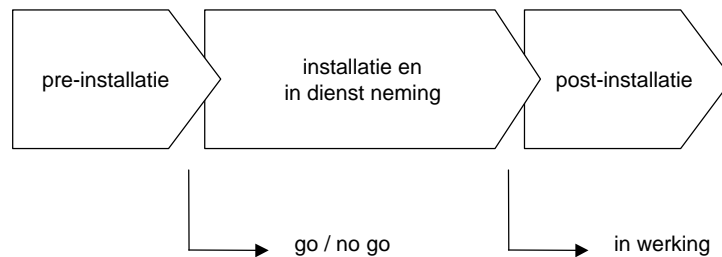 pre-installatie
installatie en
in dienst neming
post-installatie
go / no go
in werking